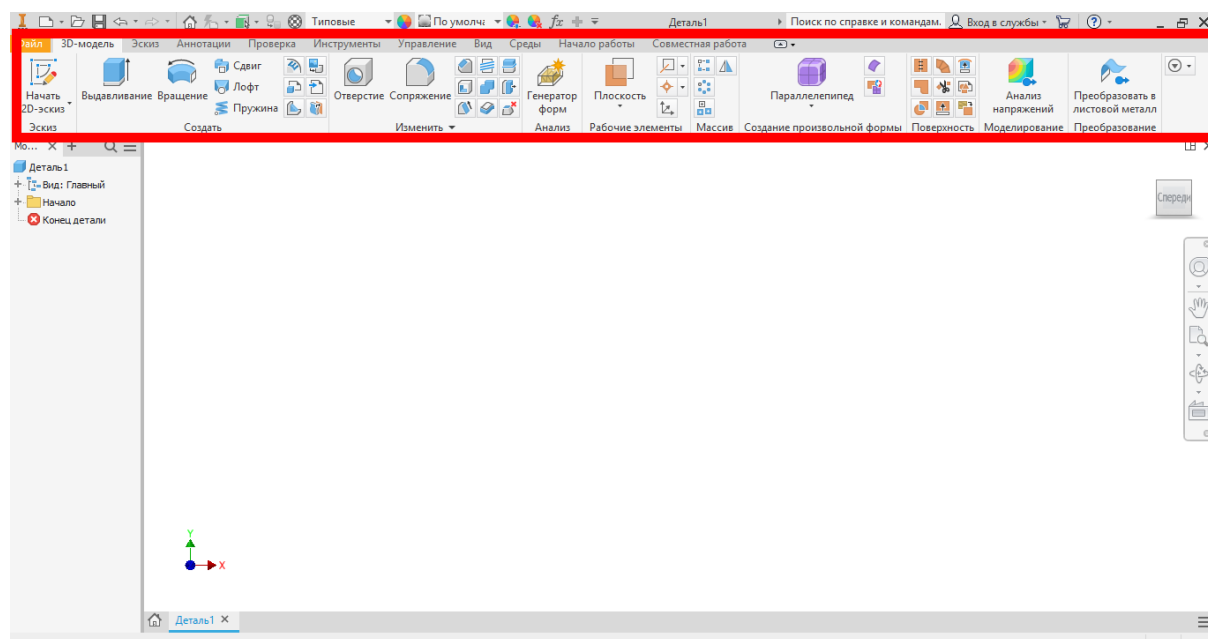 Типовые По умолч fx Деталь1 Поиск по справке и командам. Вход в службы
Файл 3D-модель Эскиз Аннотации Проверка Инструменты Управление Вид Среды Начало работы Совместная работа
Начать 2D-эскиз
Выдавливание Вращение
Сдвиг
Лофт
Пружина
Отверстие Сопряжение
Генератор форм
Плоскость
Параллелепипед
Анализ напряжений
Преобразовать в листовой металл
Эскиз Создать Изменить Анализ Рабочие элементы Массив Создание произвольной формы Поверхность Моделирование Преобразование
Мо... × +
Деталь1
Вид: Главный
Начало
Конец детали
Спереди
Y
X
Деталь1 ×